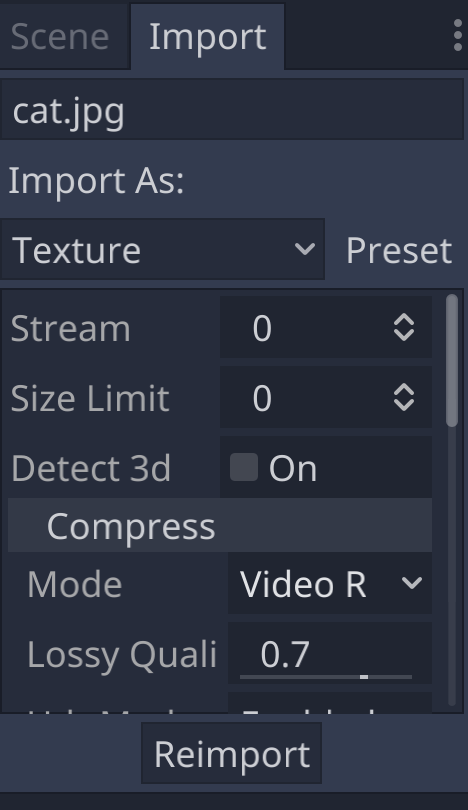 Scene Import
cat.jpg
Import As:
Texture Preset
Stream 0
Size Limit 0
Detect 3d On
Compress
Mode Video R
Lossy Quali 0.7
Reimport